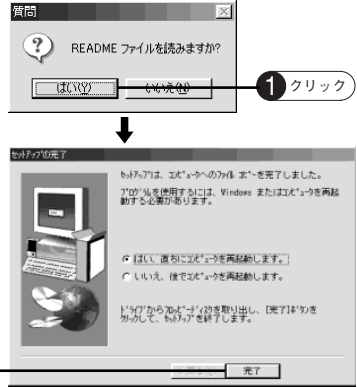 質問
README ファイルを読みますか?
はい(Y)
いいえ(N)
1 クリック
セットアップの完了
セットアップは、コンピュータへのファイル コピーを完了しました。
プログラムを使用するには、Windows またはコンピュータを再起
動する必要があります。
はい、直ちにコンピュータを再起動します。
いいえ、後でコンピュータを再起動します。
ドライブからフロッピーディスクを取り出し、[完了]ボタンを
クリックして、セットアップを終了します。
完了